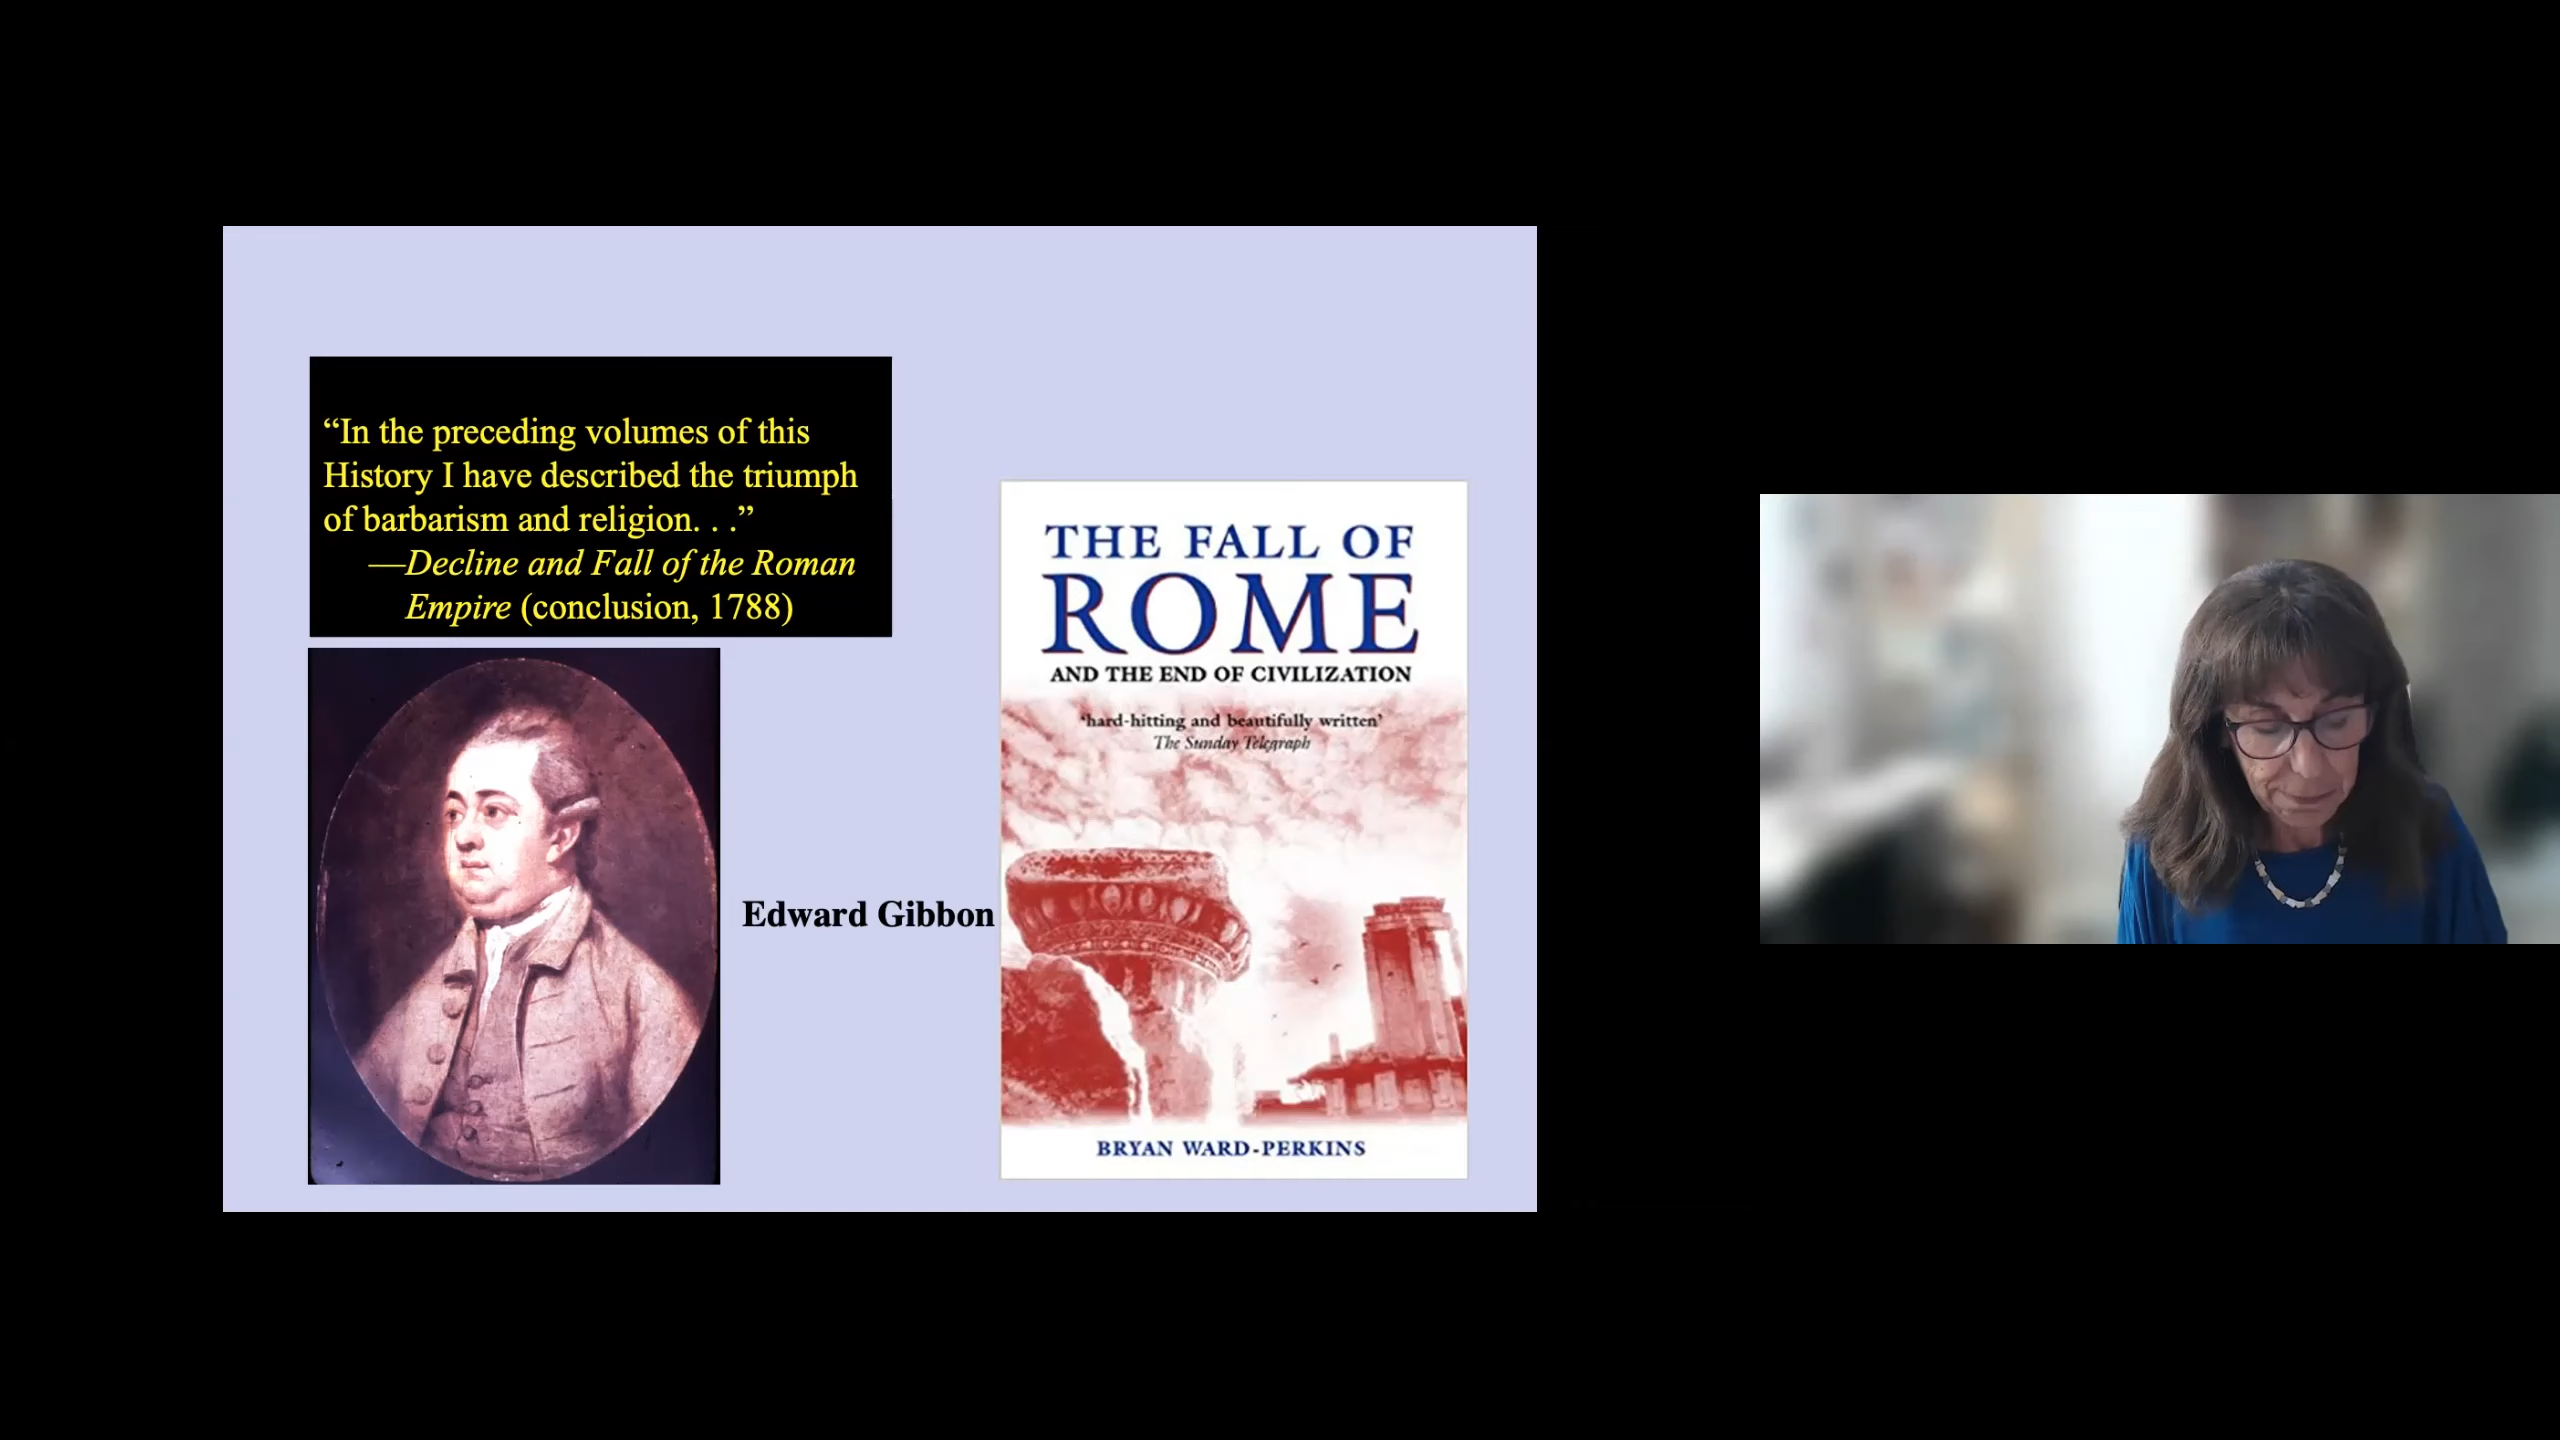 “In the preceding volumes of this
History I have described the triumph
of barbarism and religion. . .”
—Decline and Fall of the Roman
Empire (conclusion, 1788)
Edward Gibbon
THE FALL OF
ROME
AND THE END OF CIVILIZATION
‘hard-hitting and beautifully written’
The Sunday Telegraph
BRYAN WARD-PERKINS